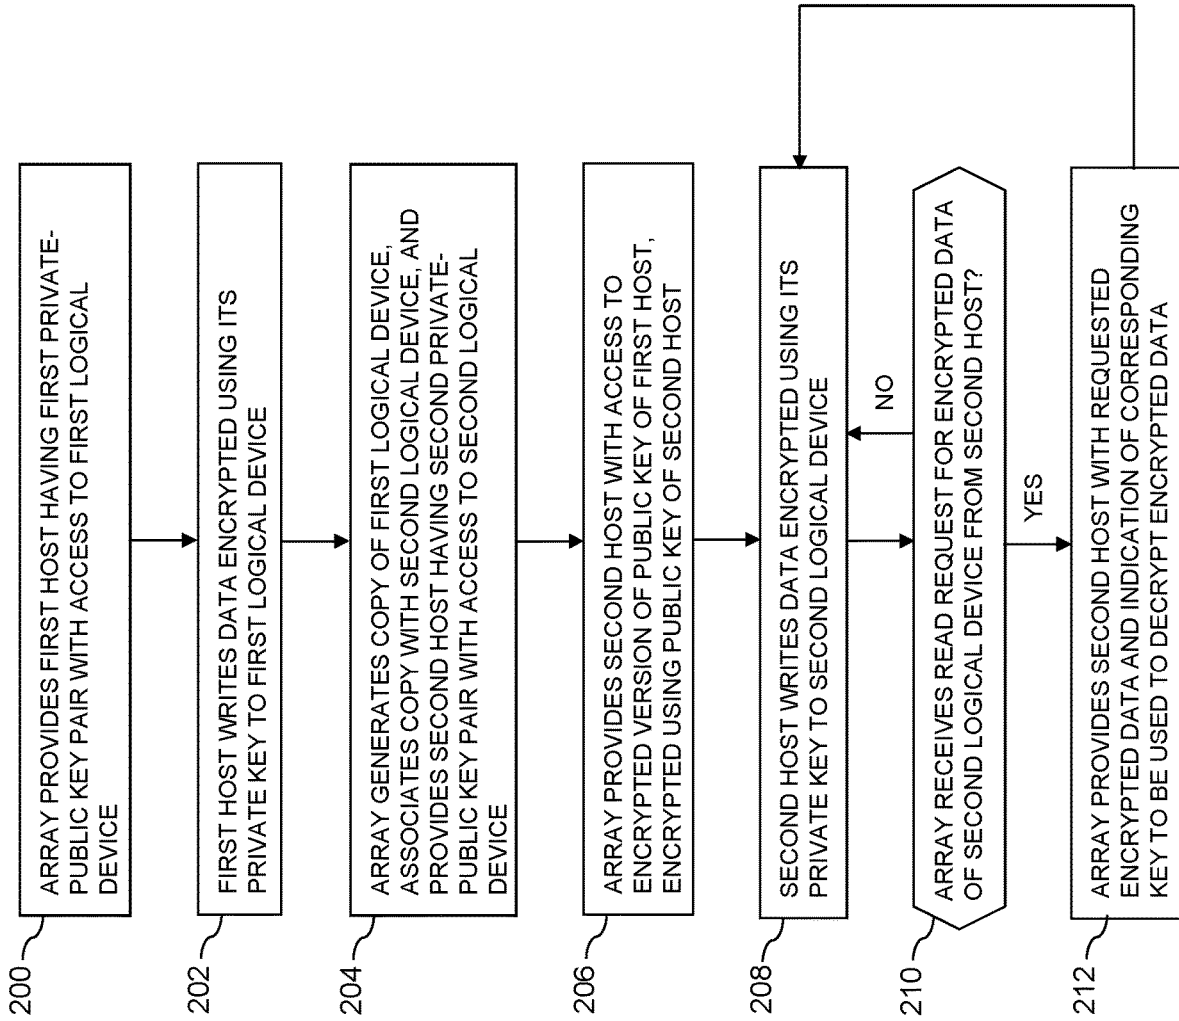 200
ARRAY PROVIDES FIRST HOST HAVING FIRST PRIVATE-
PUBLIC KEY PAIR WITH ACCESS TO FIRST LOGICAL
DEVICE
202
FIRST HOST WRITES DATA ENCRYPTED USING ITS
PRIVATE KEY TO FIRST LOGICAL DEVICE
204
ARRAY GENERATES COPY OF FIRST LOGICAL DEVICE,
ASSOCIATES COPY WITH SECOND LOGICAL DEVICE, AND
PROVIDES SECOND HOST HAVING SECOND PRIVATE-
PUBLIC KEY PAIR WITH ACCESS TO SECOND LOGICAL
DEVICE
206
ARRAY PROVIDES SECOND HOST WITH ACCESS TO
ENCRYPTED VERSION OF PUBLIC KEY OF FIRST HOST,
ENCRYPTED USING PUBLIC KEY OF SECOND HOST
208
SECOND HOST WRITES DATA ENCRYPTED USING ITS
PRIVATE KEY TO SECOND LOGICAL DEVICE
NO
210
ARRAY RECEIVES READ REQUEST FOR ENCRYPTED DATA
OF SECOND LOGICAL DEVICE FROM SECOND HOST?
YES
212
ARRAY PROVIDES SECOND HOST WITH REQUESTED
ENCRYPTED DATA AND INDICATION OF CORRESPONDING
KEY TO BE USED TO DECRYPT ENCRYPTED DATA